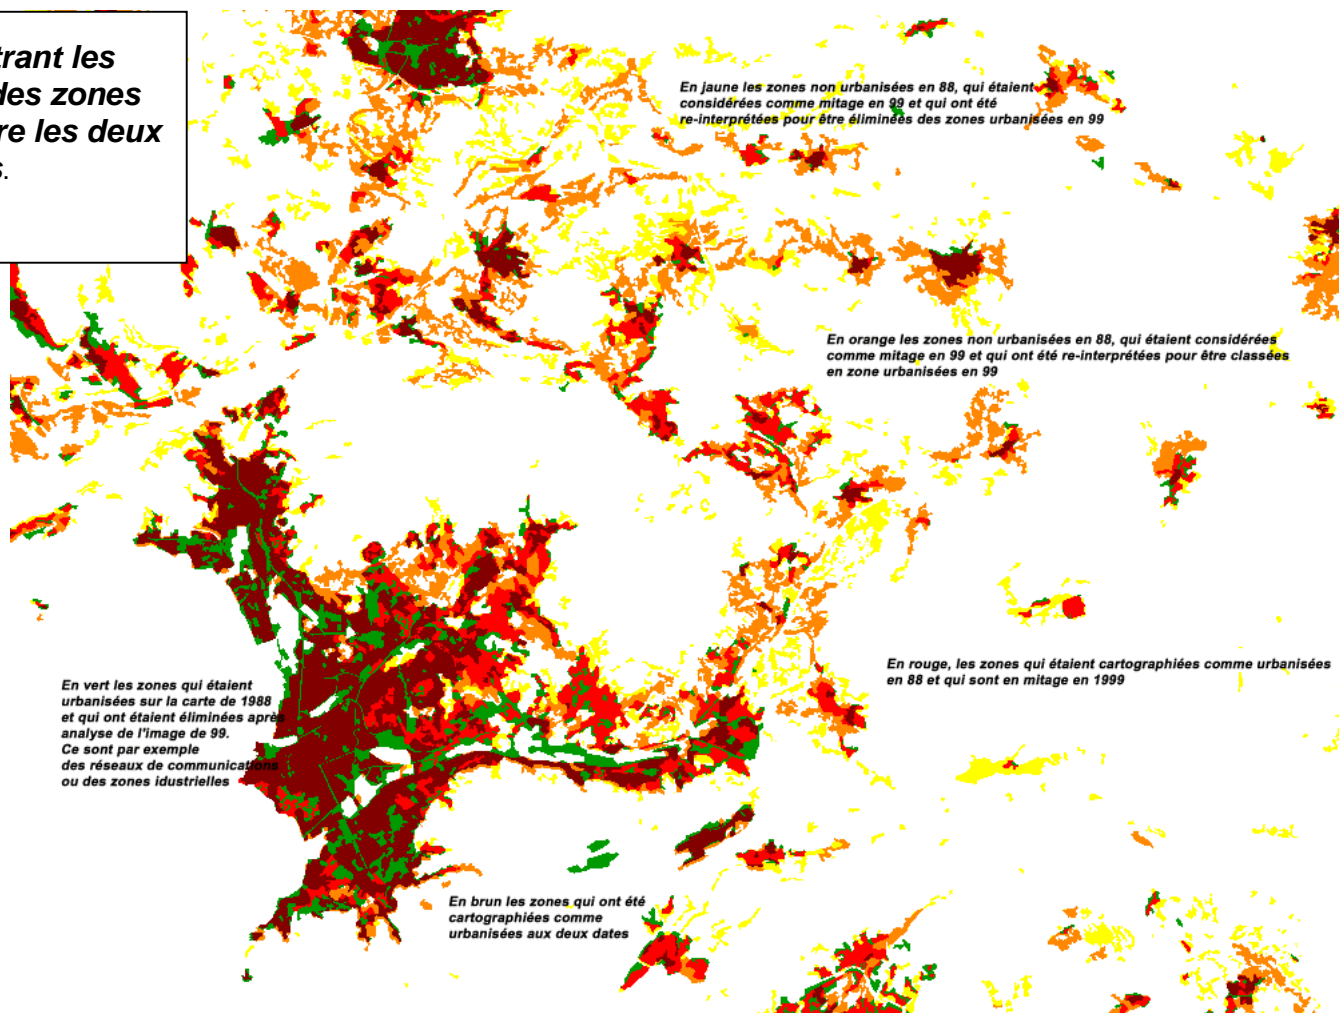 trant les
des zones
re les deux
s.
En jaune les zones non urbanisées en 88, qui étaient
considérées comme mitage en 99 et qui ont été
re-interprétées pour être éliminées des zones urbanisées en 99
En orange les zones non urbanisées en 88, qui étaient considérées
comme mitage en 99 et qui ont été re-interprétées pour être classées
en zone urbanisées en 99
En rouge, les zones qui étaient cartographiées comme urbanisées
en 88 et qui sont en mitage en 1999
En vert les zones qui étaient
urbanisées sur la carte de 1988
et qui ont étaient éliminées après
analyse de l'image de 99.
Ce sont par exemple
des réseaux de communications
ou des zones idustrielles
En brun les zones qui ont été
cartographiées comme
urbanisées aux deux dates